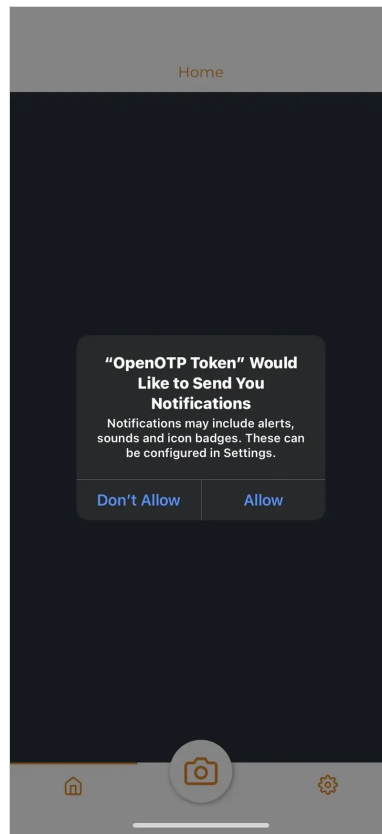 Home
“OpenOTP Token” Would
Like to Send You
Notifications
Notifications may include alerts,
sounds and icon badges. These can
be configured in Settings.
Don’t Allow
Allow